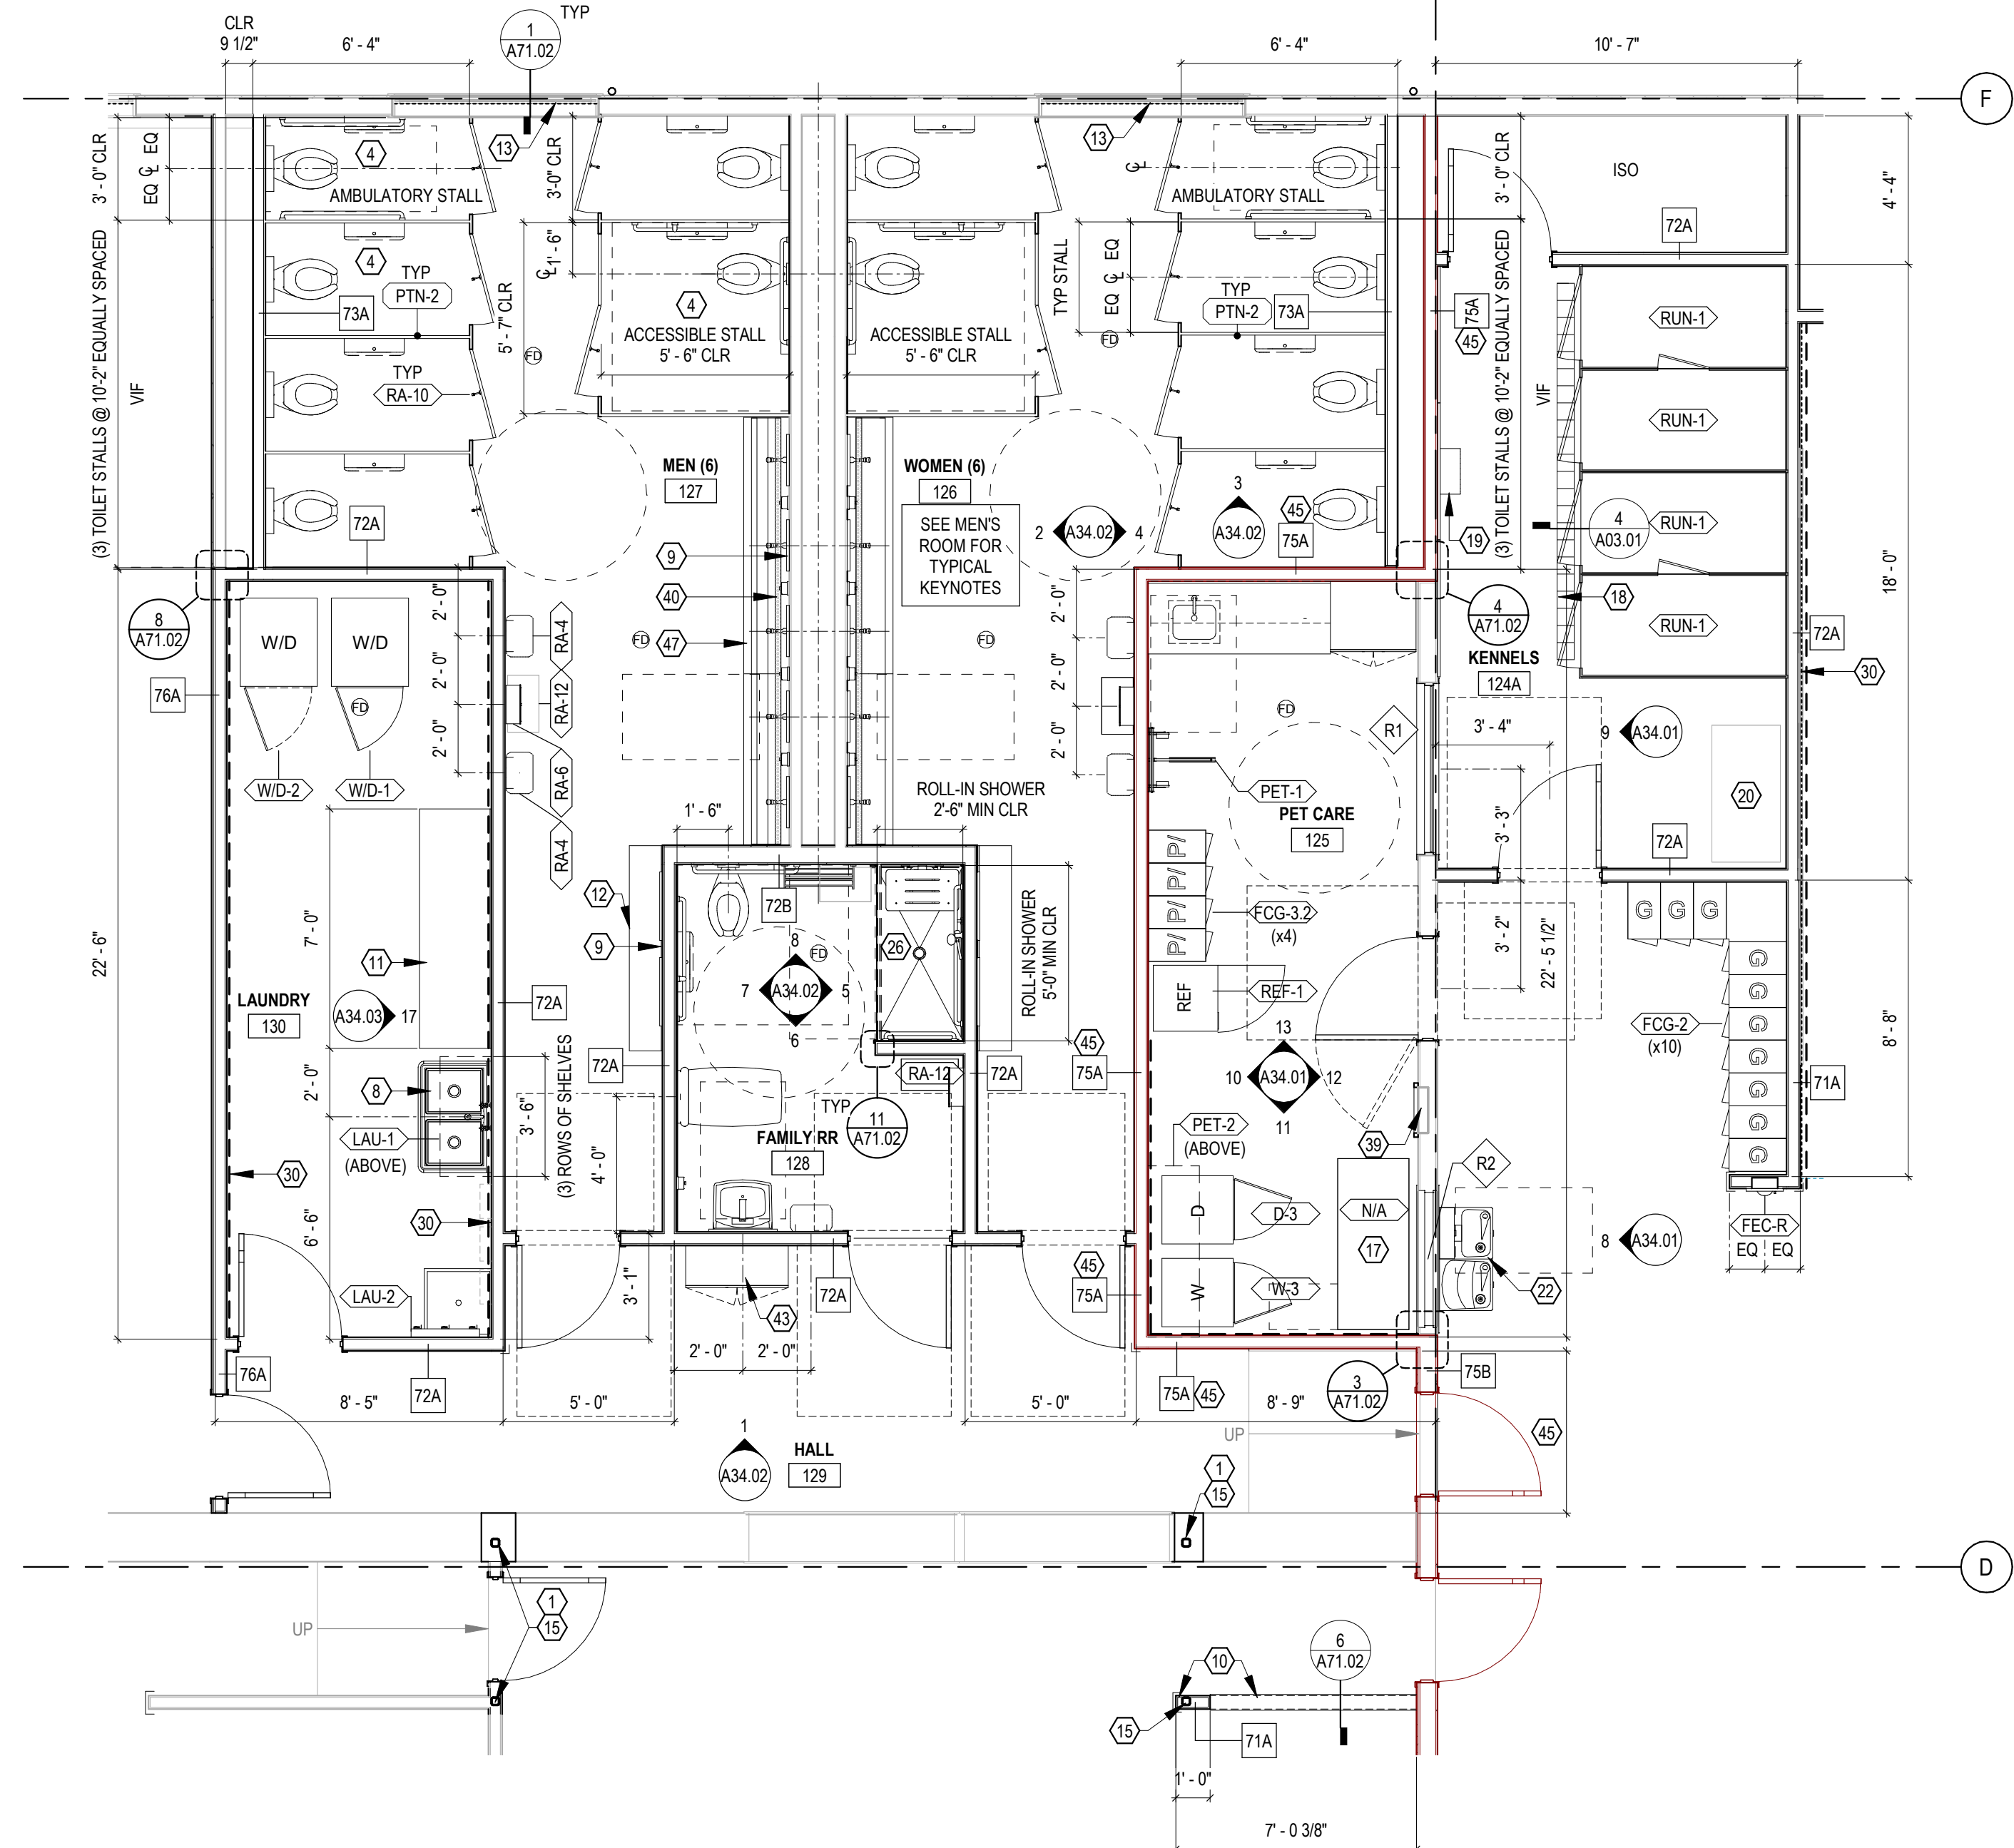 CLR
9 1/2"
6' - 4"
1
A71.02
TYP
6' - 4"
10' - 7"
F
3' - 0" CLR
EQ
EQ
4
13
3'-0" CLR
AMBULATORY STALL
13
AMBULATORY STALL
3' - 0" CLR
ISO
4' - 4"
72A
(3) TOILET STALLS @ 10'-2" EQUALLY SPACED
VIF
4
TYP
PTN-2
73A
TYP
RA-10
5' - 7" CLR
1' - 6"
FD
4
ACCESSIBLE STALL
5' - 6" CLR
ACCESSIBLE STALL
5' - 6" CLR
TYP STALL
EQ
EQ
FD
TYP
PTN-2
73A
75A
45
(3) TOILET STALLS @ 10'-2" EQUALLY SPACED
VIF
RUN-1
RUN-1
RUN-1
RUN-1
4
A03.01
18' - 0"
MEN (6)
127
WOMEN (6)
126
SEE MEN'S
ROOM FOR
TYPICAL
KEYNOTES
2
A34.02
4
3
A34.02
45
75A
19
18
72A
9
40
47
FD
FD
72A
8
A71.02
W/D
W/D
FD
76A
W/D-2
W/D-1
2' - 0"
2' - 0"
2' - 0"
RA-4
RA-12
RA-6
RA-4
2' - 0"
2' - 0"
2' - 0"
4
A71.02
KENNELS
124A
72A
30
FD
R1
3' - 4"
9
A34.01
20
PET-1
PET CARE
125
3' - 3"
72A
1' - 6"
ROLL-IN SHOWER
2'-6" MIN CLR
72B
12
9
8
FD
26
7
A34.02
5
6
ROLL-IN SHOWER
5'-0" MIN CLR
P/
P/
P/
P/
FCG-3.2
(x4)
REF
REF-1
3' - 2"
22' - 5 1/2"
G
G
G
G
G
G
G
G
G
G
FCG-2
(x10)
8' - 8"
71A
22' - 6"
7' - 0"
11
LAUNDRY
130
A34.03
17
72A
2' - 0"
8
LAU-1
(ABOVE)
3' - 6"
(3) ROWS OF SHELVES
30
30
6' - 6"
LAU-2
72A
RA-12
72A
TYP
11
A71.02
FAMILY RR
128
4' - 0"
45
75A
13
10
A34.01
12
11
PET-2
(ABOVE)
39
R2
D
D-3
N/A
17
W
W-3
8
A34.01
22
FEC-R
EQ
EQ
45
75A
3' - 1"
43
72A
2' - 0"
2' - 0"
76A
72A
8' - 5"
5' - 0"
5' - 0"
75A
45
8' - 9"
3
A71.02
75B
45
1
A34.02
HALL
129
UP
1
15
D
UP
1
15
6
A71.02
10
15
71A
1' - 0"
7' - 0 3/8"